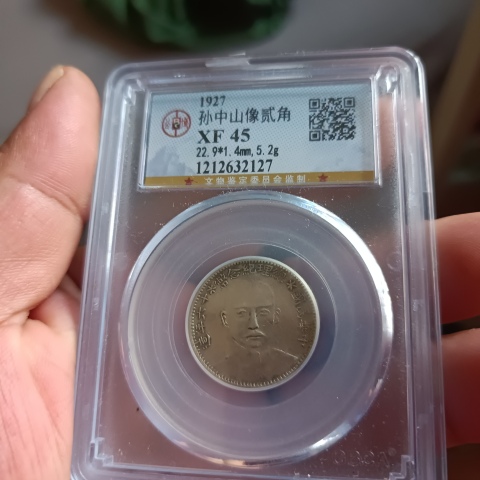 1927
孙中山像贰角
XF 45
22.9*1.4mm,5.2g
1212632127
★ 文物鉴定委员会监制 ★